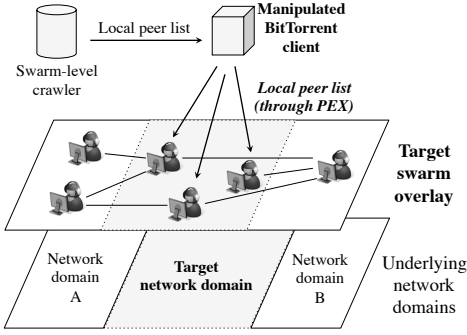 Local peer list
Manipulated
BitTorrent
client
Swarm-level
crawler
Local peer list
(through PEX)
Target
swarm
overlay
Network
domain
A
Target
network domain
Network
domain
B
Underlying
network
domains